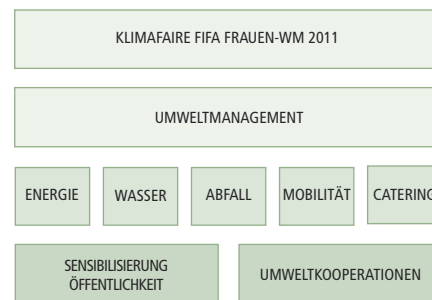 KLIMAFAIRE FIFA FRAUEN-WM 2011
UMWELTMANAGEMENT
ENERGIE
WASSER
ABFALL
MOBILITÄT
CATERING
SENSIBILISIERUNG
ÖFFENTLICHKEIT
UMWELTKOOPERATIONEN